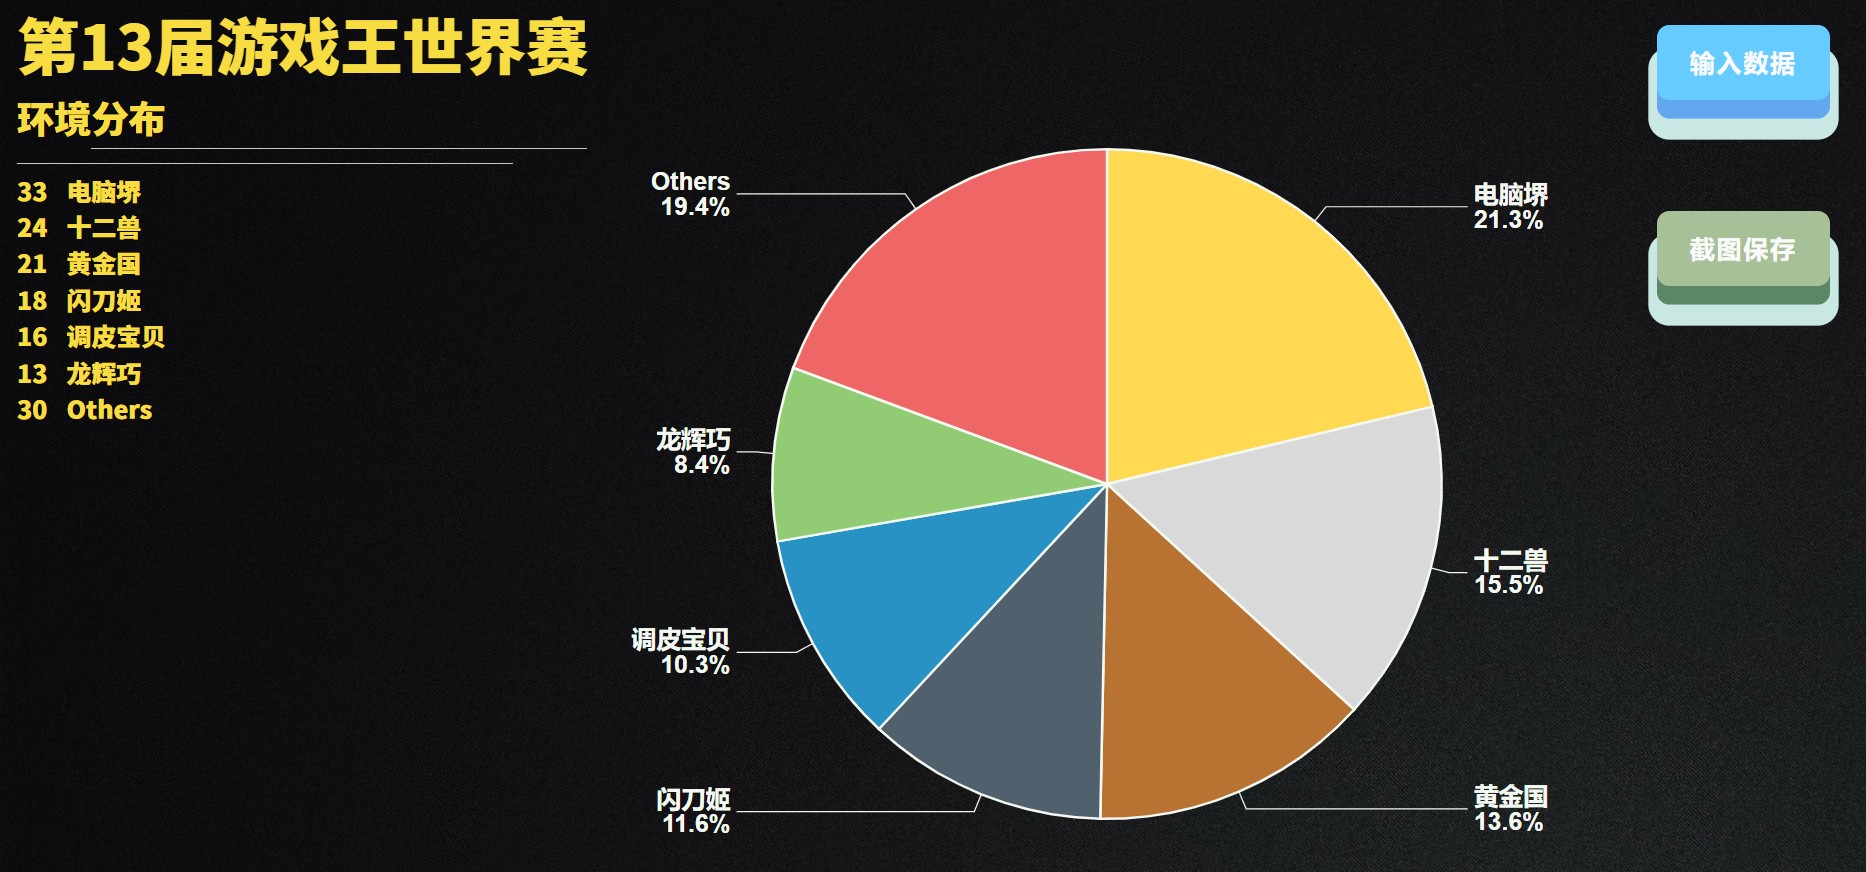 第13届游戏王世界赛
环境分布
33 电脑堺
24 十二兽
21 黄金国
18 闪刀姬
16 调皮宝贝
13 龙辉巧
30 Others
Others
19.4%
电脑堺
21.3%
龙辉巧
8.4%
十二兽
15.5%
调皮宝贝
10.3%
闪刀姬
11.6%
黄金国
13.6%
输入数据
截图保存